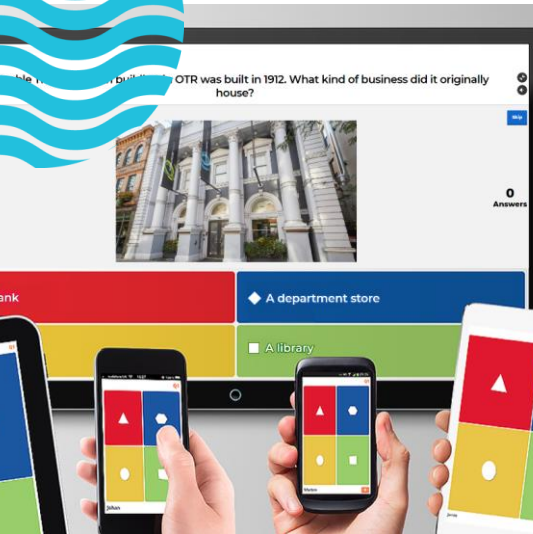 OTR was built in 1912. What kind of business did it originally
house?
Skip
0
Answers
ank
A department store
A library
Johan